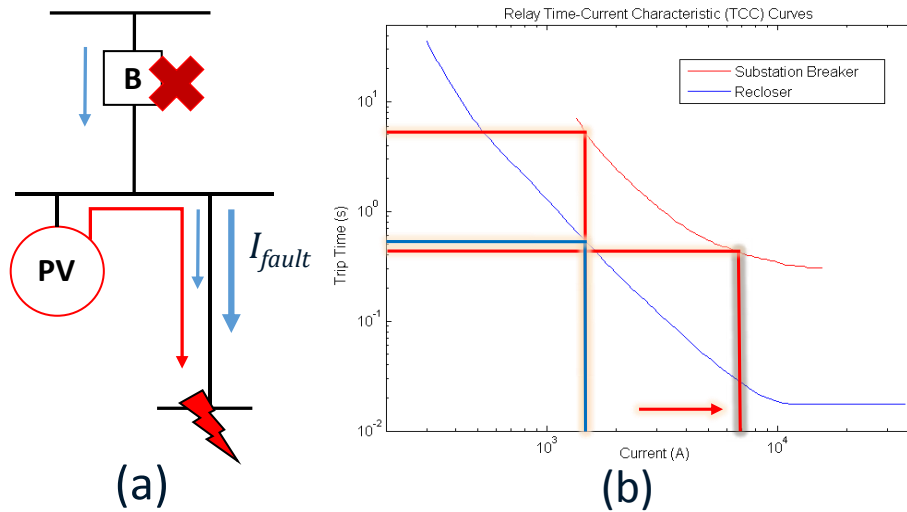 B
PV
I_fault
(a)
Relay Time-Current Characteristic (TCC) Curves
Substation Breaker
Recloser
Trip Time (s)
10^1
10^0
10^-1
10^-2
10^3
10^4
Current (A)
(b)